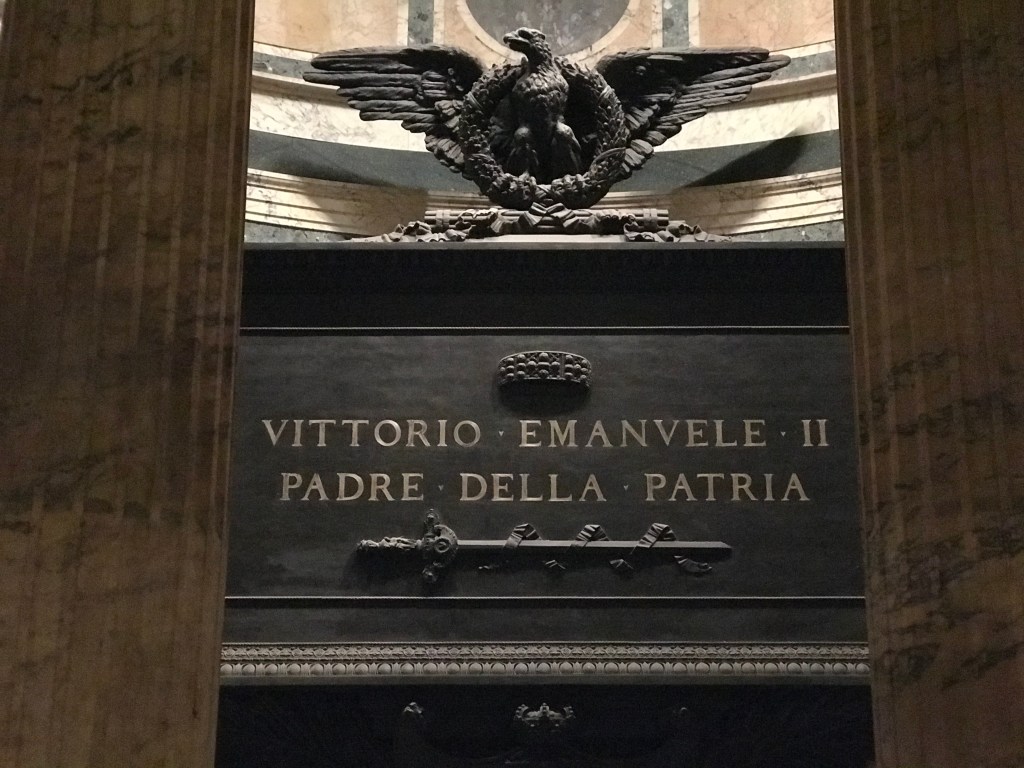 VITTORIO · EMANVELE · II
PADRE · DELLA · PATRIA